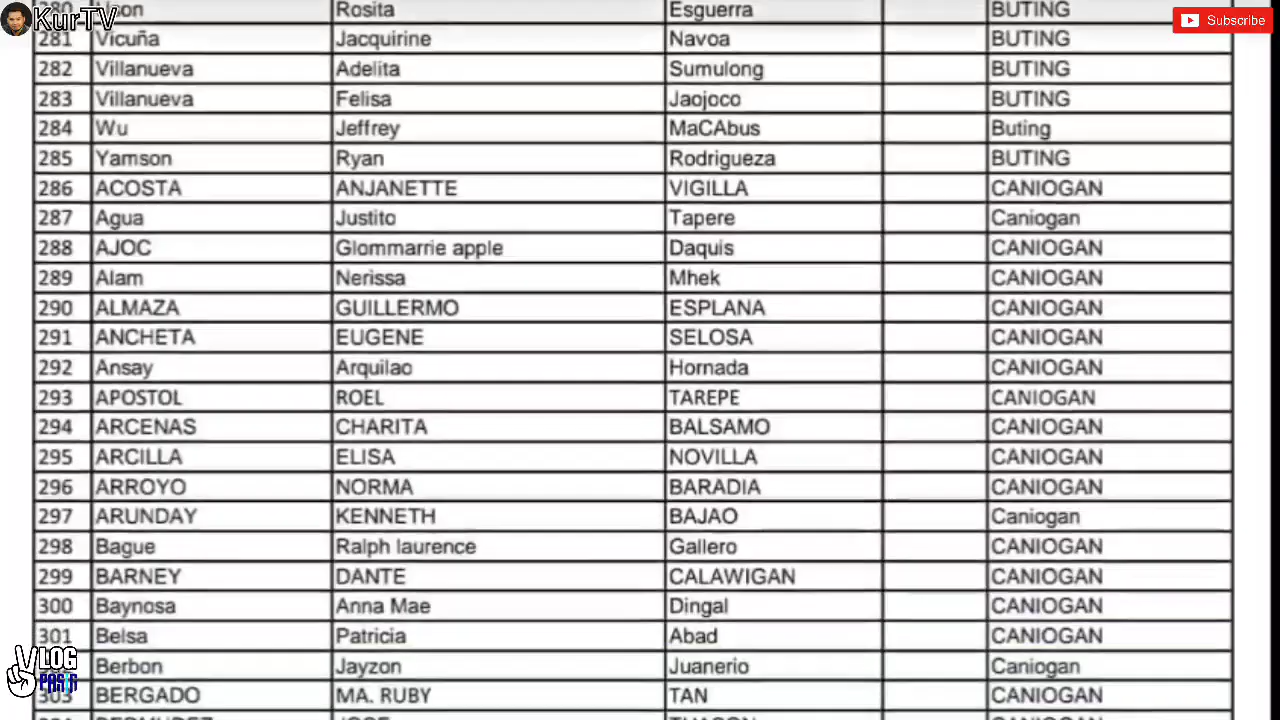 KurTV
Subscribe
280 Rosita Esguerra BUTING
281 Vicuña Jacquirine Navoa BUTING
282 Villanueva Adelita Sumulong BUTING
283 Villanueva Felisa Jaojoco BUTING
284 Wu Jeffrey MaCAbus Buting
285 Yamson Ryan Rodrigueza BUTING
286 ACOSTA ANJANETTE VIGILLA CANIOGAN
287 Agua Justito Tapere Caniogan
288 AJOC Glommarrie apple Daquis CANIOGAN
289 Alam Nerissa Mhek CANIOGAN
290 ALMAZA GUILLERMO ESPLANA CANIOGAN
291 ANCHETA EUGENE SELOSA CANIOGAN
292 Ansay Arquilao Hornada CANIOGAN
293 APOSTOL ROEL TAREPE CANIOGAN
294 ARCENAS CHARITA BALSAMO CANIOGAN
295 ARCILLA ELISA NOVILLA CANIOGAN
296 ARROYO NORMA BARADIA CANIOGAN
297 ARUNDAY KENNETH BAJAO Caniogan
298 Bague Ralph laurence Gallero CANIOGAN
299 BARNEY DANTE CALAWIGAN CANIOGAN
300 Baynosa Anna Mae Dingal CANIOGAN
301 Belsa Patricia Abad CANIOGAN
Berbon Jayzon Juanerio Caniogan
303 BERGADO MA. RUBY TAN CANIOGAN
VLOG
PASIG